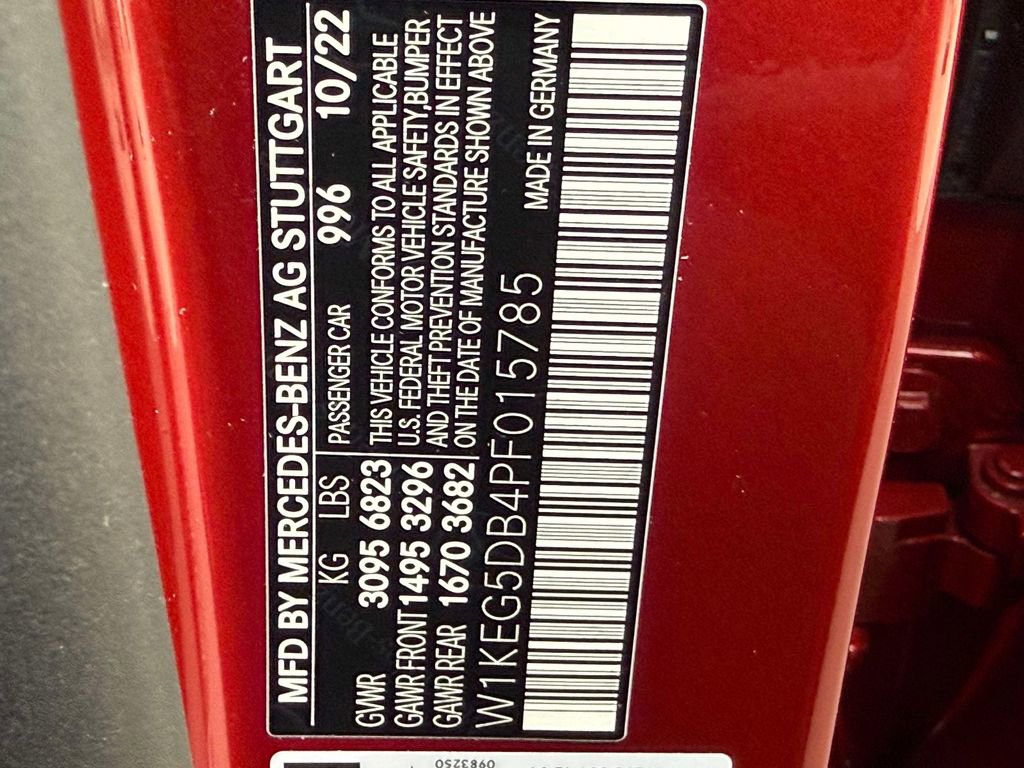 MFD BY MERCEDES-BENZ AG STUTTGART
KG LBS PASSENGER CAR 996 10/22
GVWR 3095 6823
GAWR FRONT 1495 3296
GAWR REAR 1670 3682
THIS VEHICLE CONFORMS TO ALL APPLICABLE
U.S. FEDERAL MOTOR VEHICLE SAFETY,BUMPER
AND THEFT PREVENTION STANDARDS IN EFFECT
ON THE DATE OF MANUFACTURE SHOWN ABOVE
W1KEG5DB4PF015785 MADE IN GERMANY
0983250